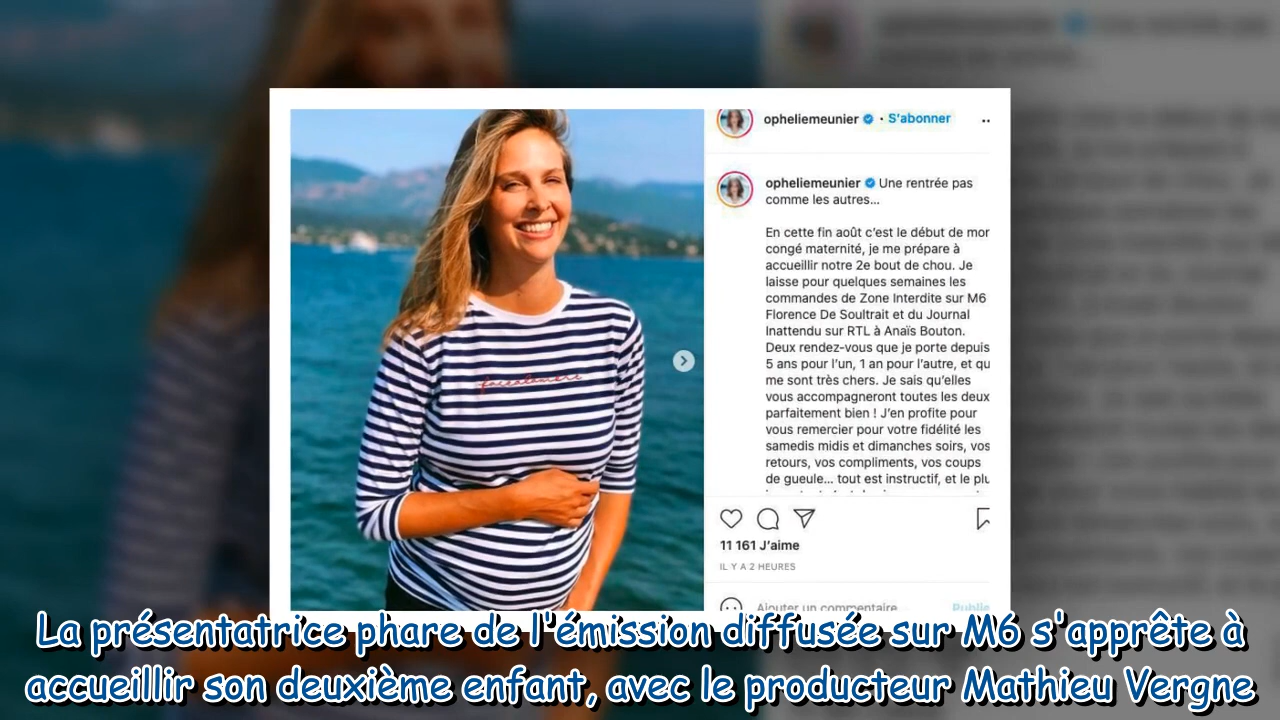 opheliemeunier • S'abonner ..
opheliemeunier Une rentrée pas
comme les autres...
En cette fin août c'est le début de mor
congé maternité, je me prépare à
accueillir notre 2e bout de chou. Je
laisse pour quelques semaines les
commandes de Zone Interdite sur M6
Florence De Soultrait et du Journal
Inattendu sur RTL à Anaïs Bouton.
Deux rendez-vous que je porte depuis
5 ans pour l'un, 1 an pour l'autre, et qu
me sont très chers. Je sais qu'elles
vous accompagneront toutes les deux
parfaitement bien ! J'en profite pour
vous remercier pour votre fidélité les
samedis midis et dimanches soirs, vos
retours, vos compliments, vos coups
de gueule... tout est instructif, et le plu
11 161 J'aime
IL Y A 2 HEURES
Ajouter un commentaire Publie
La présentatrice phare de l'émission diffusée sur M6 s'apprête à
accueillir son deuxième enfant, avec le producteur Mathieu Vergne